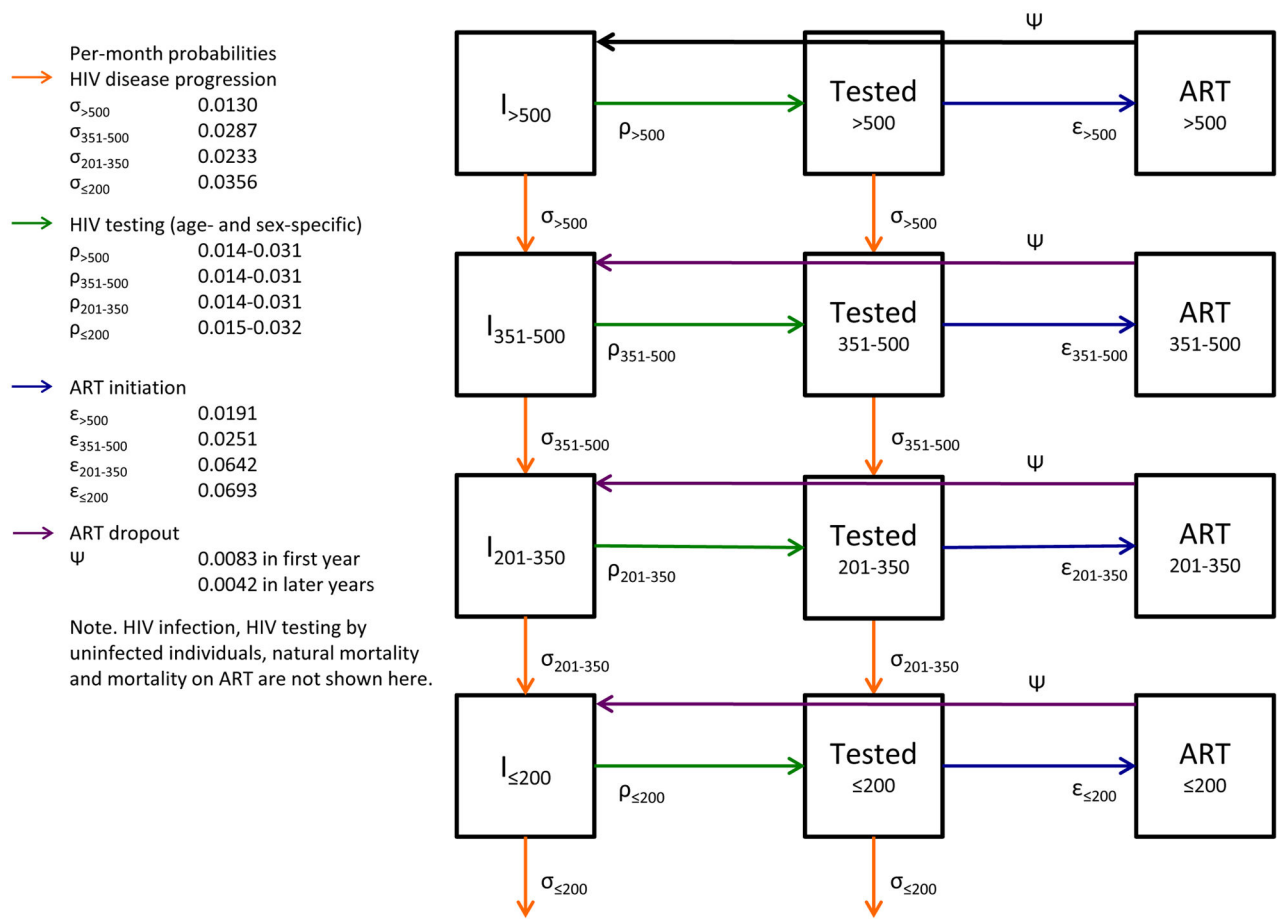 Per-month probabilities
HIV disease progression
σ>500 0.0130
σ351-500 0.0287
σ201-350 0.0233
σ≤200 0.0356
HIV testing (age- and sex-specific)
ρ>500 0.014-0.031
ρ351-500 0.014-0.031
ρ201-350 0.014-0.031
ρ≤200 0.015-0.032
ART initiation
ε>500 0.0191
ε351-500 0.0251
ε201-350 0.0642
ε≤200 0.0693
ART dropout
Ψ 0.0083 in first year
0.0042 in later years
Note. HIV infection, HIV testing by
uninfected individuals, natural mortality
and mortality on ART are not shown here.
Ψ
I>500
Tested
>500
ART
>500
ρ>500
ε>500
σ>500
σ>500
Ψ
I351-500
Tested
351-500
ART
351-500
ρ351-500
ε351-500
σ351-500
σ351-500
Ψ
I201-350
Tested
201-350
ART
201-350
ρ201-350
ε201-350
σ201-350
σ201-350
Ψ
I≤200
Tested
≤200
ART
≤200
ρ≤200
ε≤200
σ≤200
σ≤200